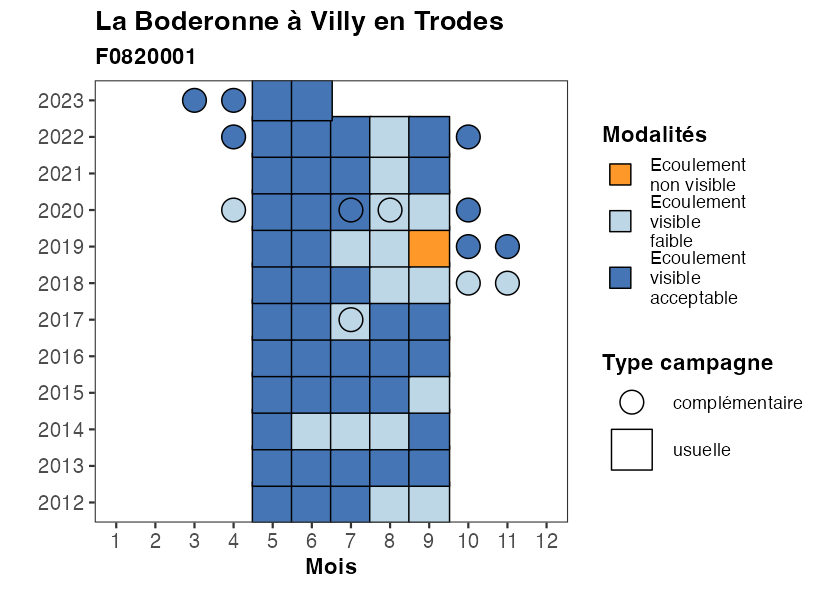 La Boderonne à Villy en Trodes
F0820001
2023
2022
2021
2020
2019
2018
2017
2016
2015
2014
2013
2012
1 2 3 4 5 6 7 8 9 10 11 12
Mois
Modalités
Ecoulement
non visible
Ecoulement
visible
faible
Ecoulement
visible
acceptable
Type campagne
complémentaire
usuelle